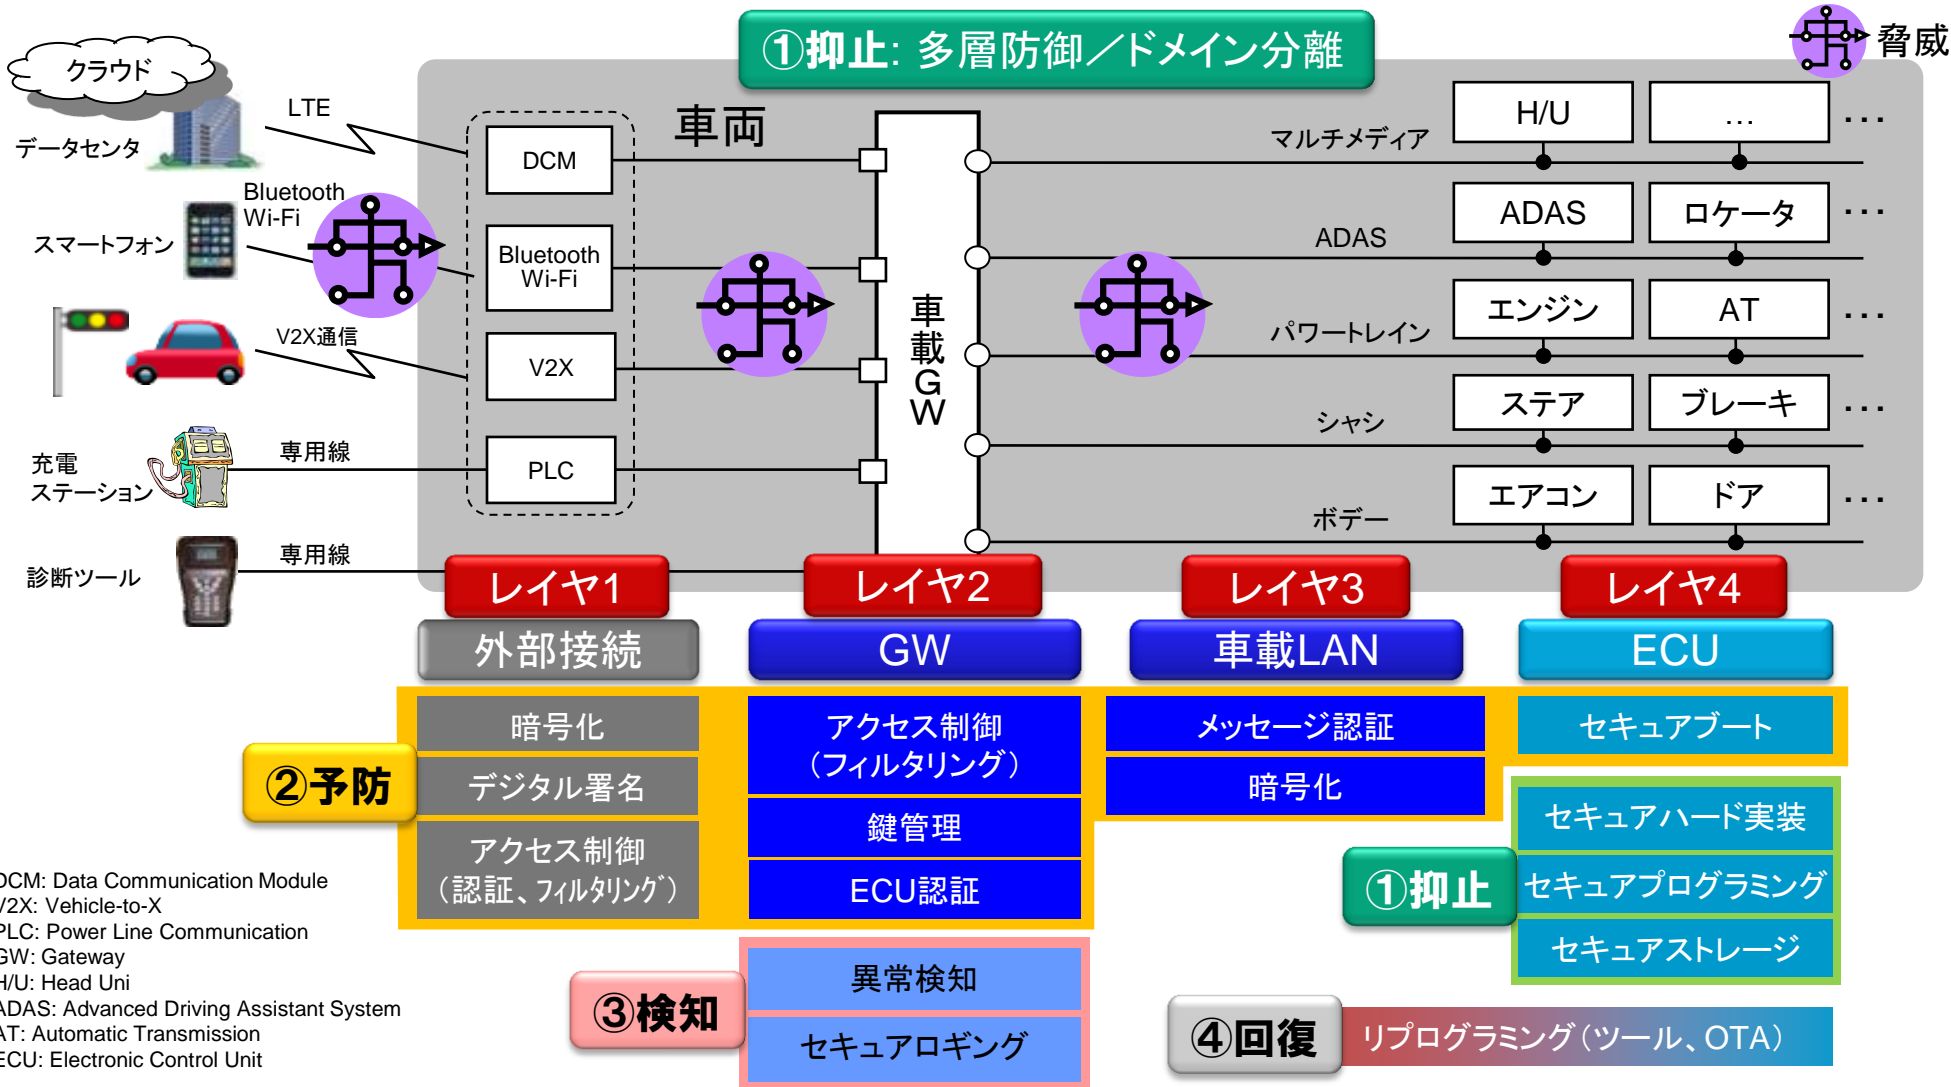 ①抑止: 多層防御／ドメイン分離
脅威
クラウド
データセンタ
LTE
スマートフォン
Bluetooth
Wi-Fi
V2X通信
充電
ステーション
専用線
診断ツール
専用線
車両
DCM
Bluetooth
Wi-Fi
V2X
PLC
車載GW
マルチメディア
H/U
…
...
ADAS
ADAS
ロケータ
...
パワートレイン
エンジン
AT
...
シャシ
ステア
ブレーキ
...
ボデー
エアコン
ドア
...
レイヤ1
レイヤ2
レイヤ3
レイヤ4
外部接続
GW
車載LAN
ECU
②予防
暗号化
デジタル署名
アクセス制御
（認証、フィルタリング）
アクセス制御
（フィルタリング）
鍵管理
ECU認証
メッセージ認証
暗号化
セキュアブート
①抑止
セキュアハード実装
セキュアプログラミング
セキュアストレージ
③検知
異常検知
セキュアロギング
④回復
リプログラミング（ツール、OTA）
DCM: Data Communication Module
V2X: Vehicle-to-X
PLC: Power Line Communication
GW: Gateway
H/U: Head Uni
ADAS: Advanced Driving Assistant System
AT: Automatic Transmission
ECU: Electronic Control Unit